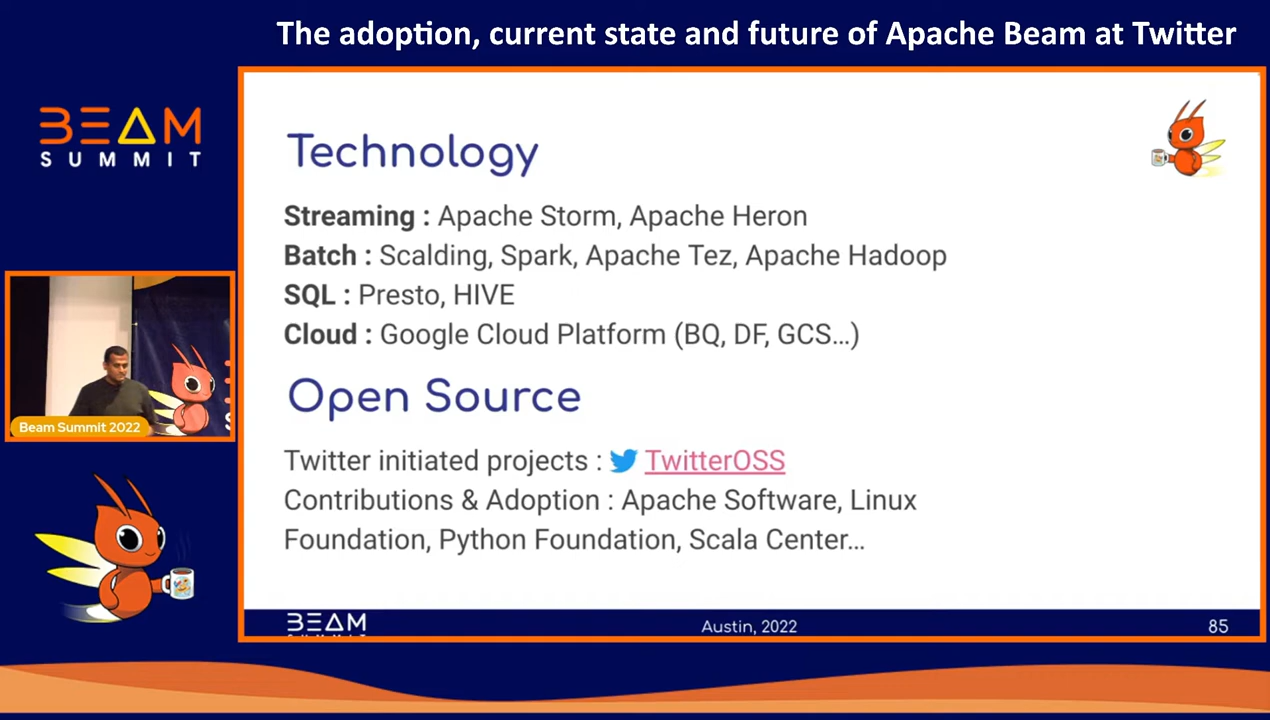 The adoption, current state and future of Apache Beam at Twitter
BEAM
SUMMIT
Technology
Streaming : Apache Storm, Apache Heron
Batch : Scalding, Spark, Apache Tez, Apache Hadoop
SQL : Presto, HIVE
Cloud : Google Cloud Platform (BQ, DF, GCS…)
Open Source
Twitter initiated projects : TwitterOSS
Contributions & Adoption : Apache Software, Linux
Foundation, Python Foundation, Scala Center…
Beam Summit 2022
BEAM
Austin, 2022
85